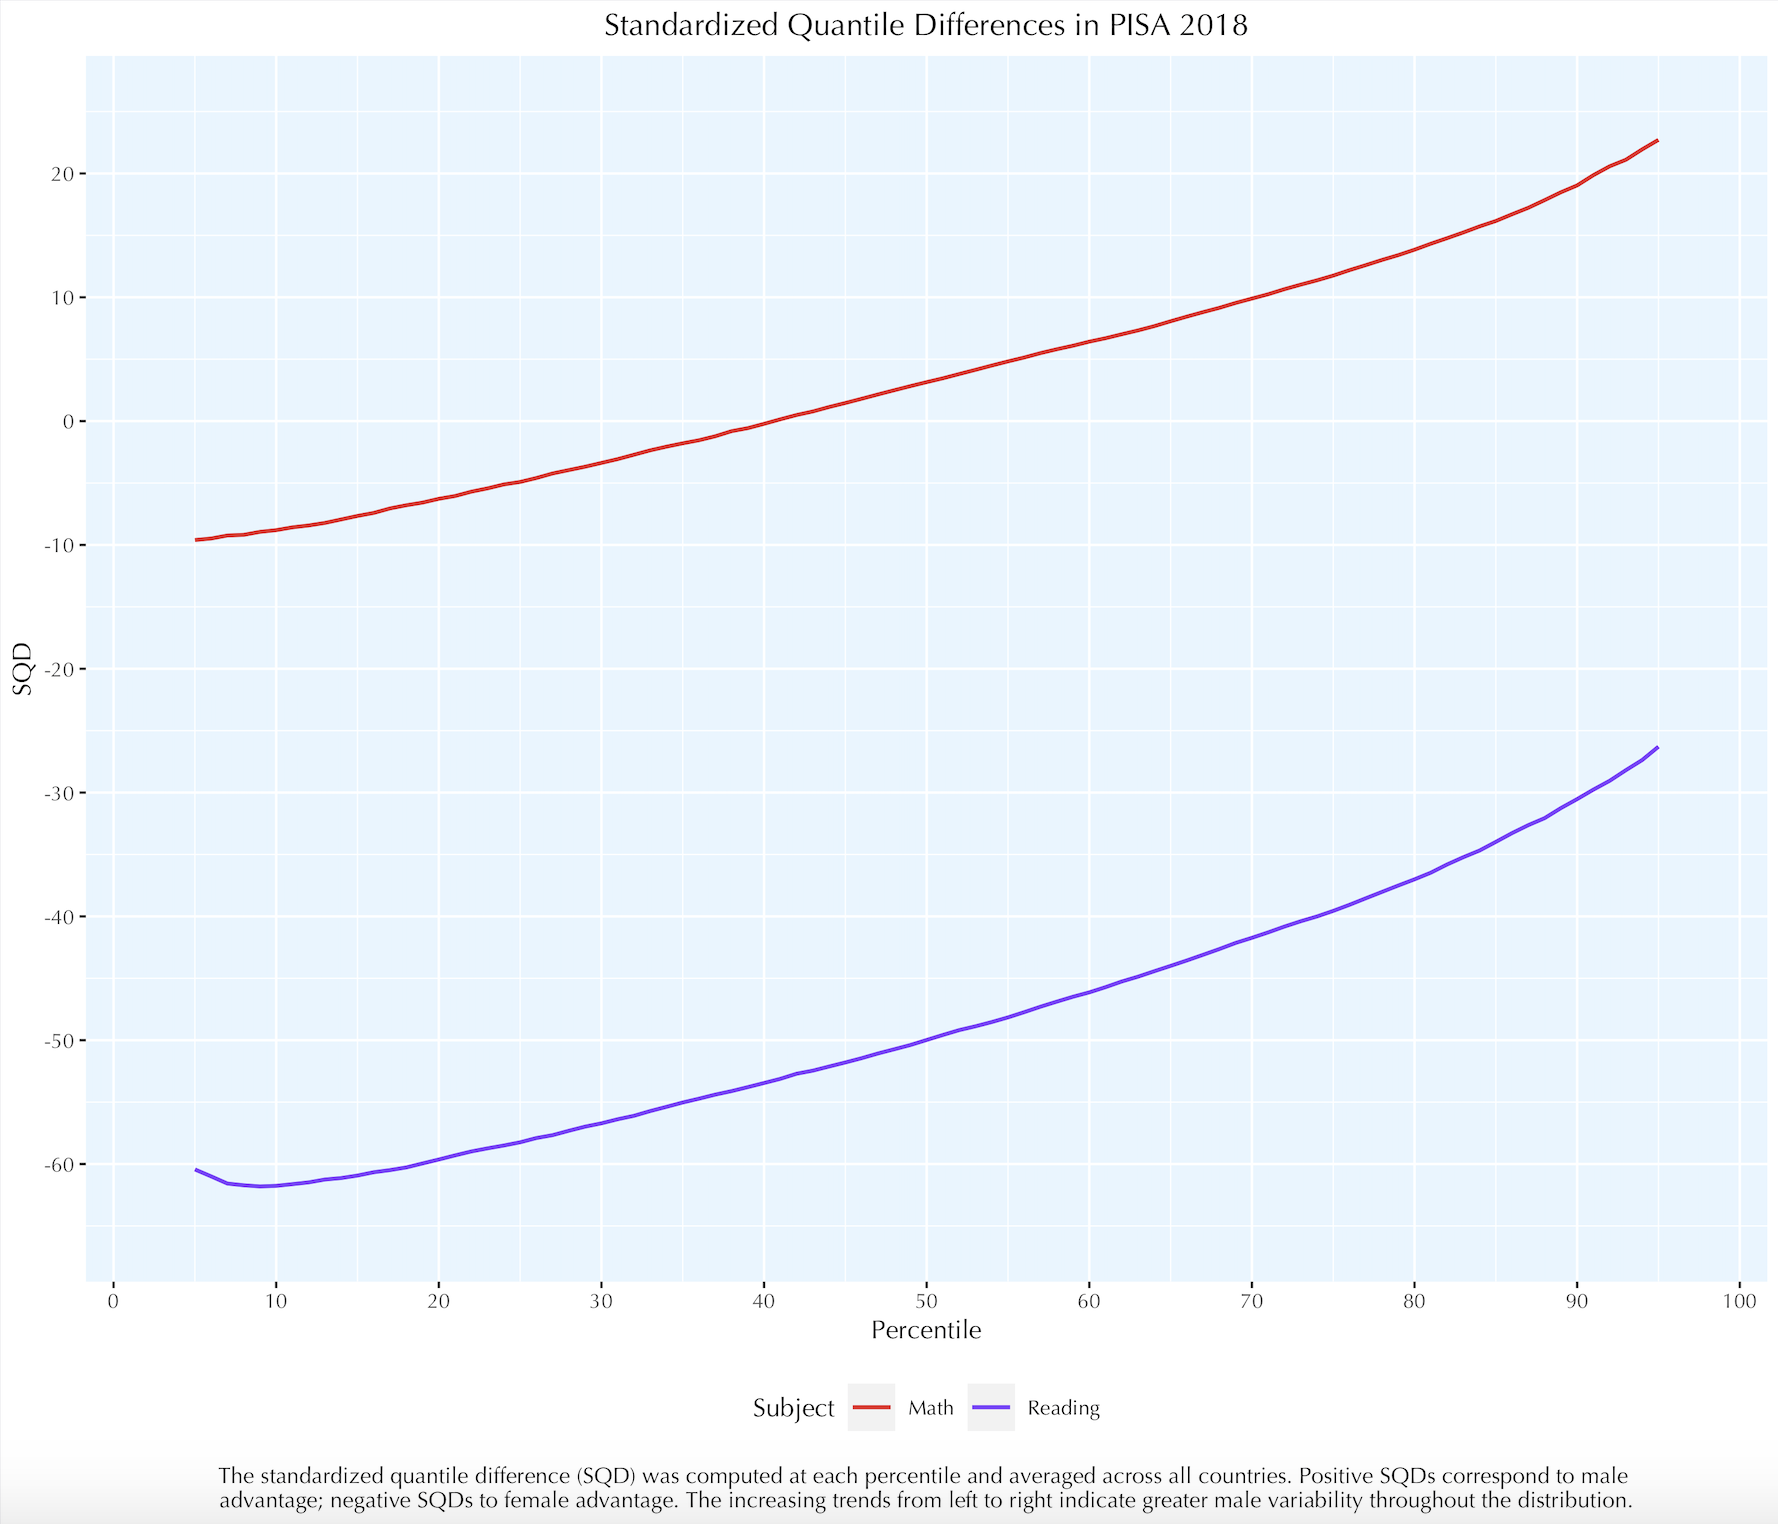 Standardized Quantile Differences in PISA 2018
SQD
20
10
0
-10
-20
-30
-40
-50
-60
0 10 20 30 40 50 60 70 80 90 100
Percentile
Subject Math Reading
The standardized quantile difference (SQD) was computed at each percentile and averaged across all countries. Positive SQDs correspond to male
advantage; negative SQDs to female advantage. The increasing trends from left to right indicate greater male variability throughout the distribution.